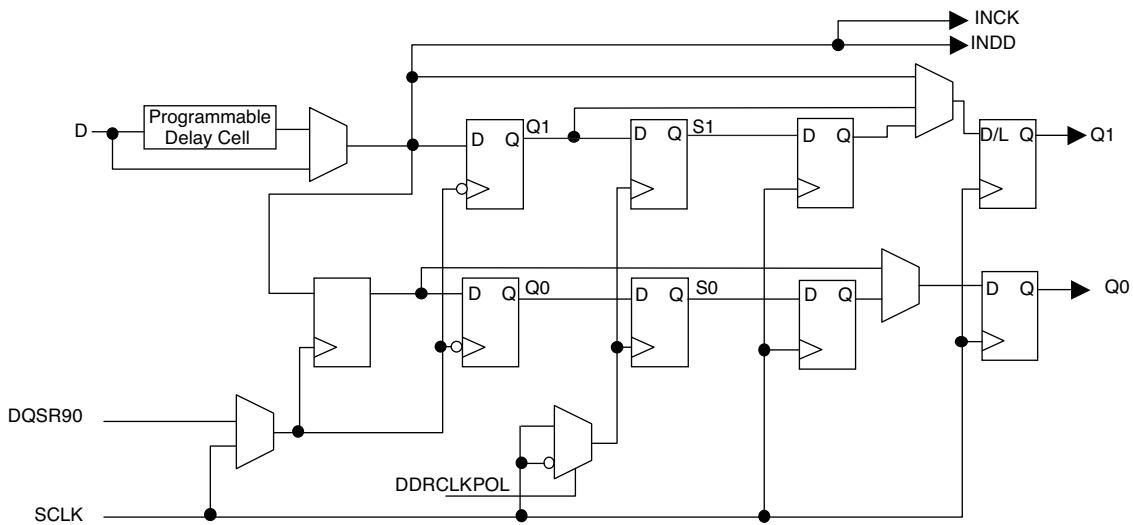 INCK
INDD
Programmable
Delay Cell
D
D Q
Q1
D Q
S1
D Q
D/L Q
Q1
D Q
Q0
D Q
S0
D Q
D Q
Q0
DQSR90
DDRCLKPOL
SCLK